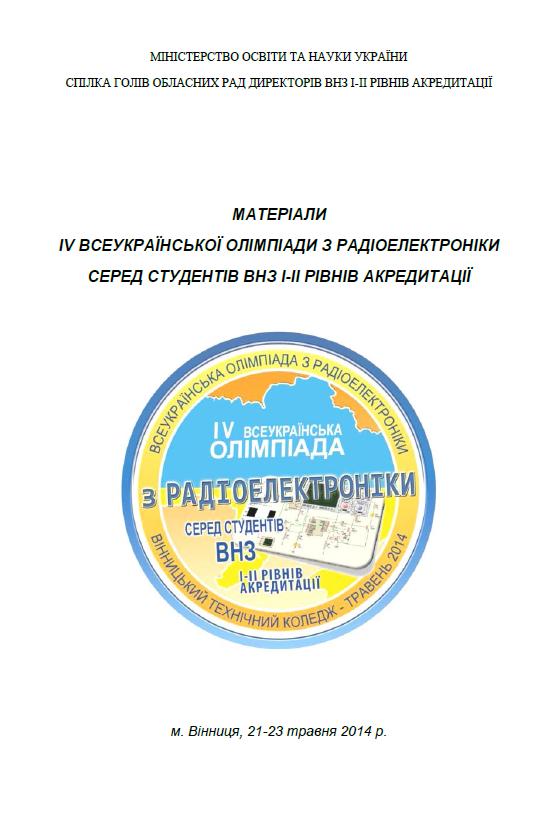 МІНІСТЕРСТВО ОСВІТИ ТА НАУКИ УКРАЇНИ
СПІЛКА ГОЛІВ ОБЛАСНИХ РАД ДИРЕКТОРІВ ВНЗ І-ІІ РІВНІВ АКРЕДИТАЦІЇ
МАТЕРІАЛИ
IV ВСЕУКРАЇНСЬКОЇ ОЛІМПІАДИ З РАДІОЕЛЕКТРОНІКИ
СЕРЕД СТУДЕНТІВ ВНЗ І-ІІ РІВНІВ АКРЕДИТАЦІЇ
ВСЕУКРАЇНСЬКА ОЛІМПІАДА З РАДІОЕЛЕКТРОНІКИ
IV ВСЕУКРАЇНСЬКА
ОЛІМПІАДА
З РАДІОЕЛЕКТРОНІКИ
СЕРЕД СТУДЕНТІВ
ВНЗ
І-ІІ РІВНІВ
АКРЕДИТАЦІЇ
ВІННИЦЬКИЙ ТЕХНІЧНИЙ КОЛЕДЖ - ТРАВЕНЬ 2014
м. Вінниця, 21-23 травня 2014 р.